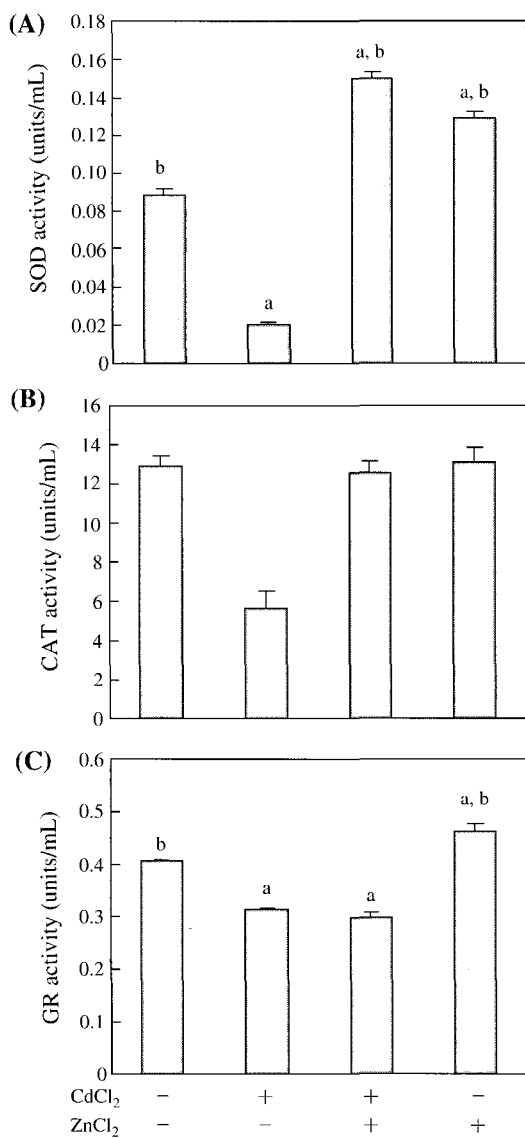 (A)
SOD activity (units/mL)
0.18
0.16
0.14
0.12
0.10
0.08
0.06
0.04
0.02
0
b
a
a, b
a, b
(B)
CAT activity (units/mL)
16
14
12
10
8
6
4
2
0
(C)
GR activity (units/mL)
0.6
0.5
0.4
0.3
0.2
0.1
0
b
a
a
a, b
CdCl₂ − + + −
ZnCl₂ − − + +